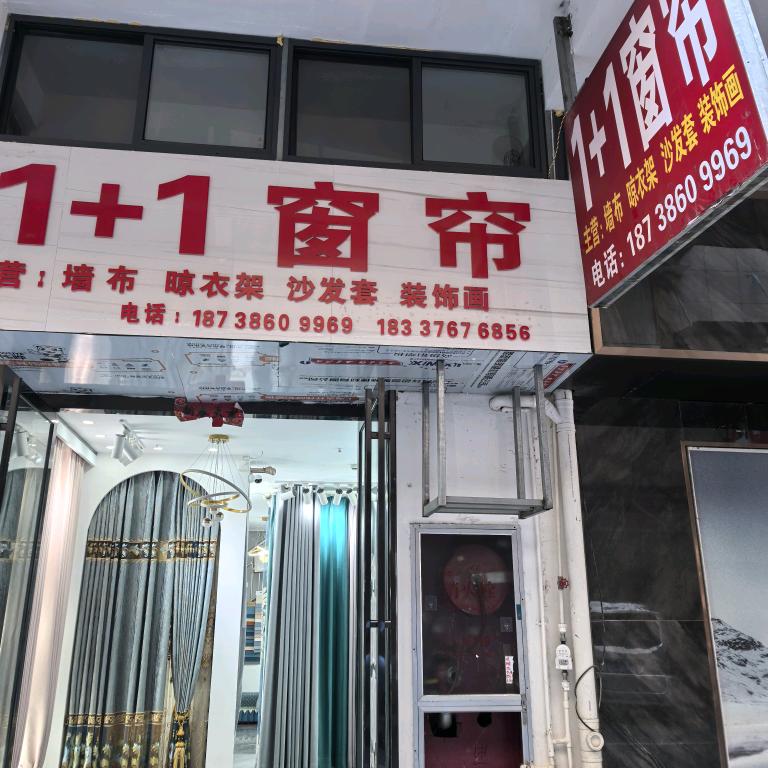 1+1窗帘
营：墙布 晾衣架 沙发套 装饰画
电话：187 3860 9969 183 3767 6856
1+1窗帘
主营：墙布 晾衣架 沙发套 装饰画
电话：187 3860 9969